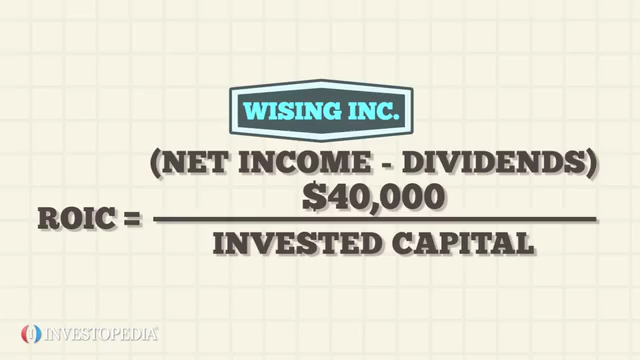 WISING INC.
(NET INCOME - DIVIDENDS)
$40,000
ROIC =
INVESTED CAPITAL
INVESTOPEDIA